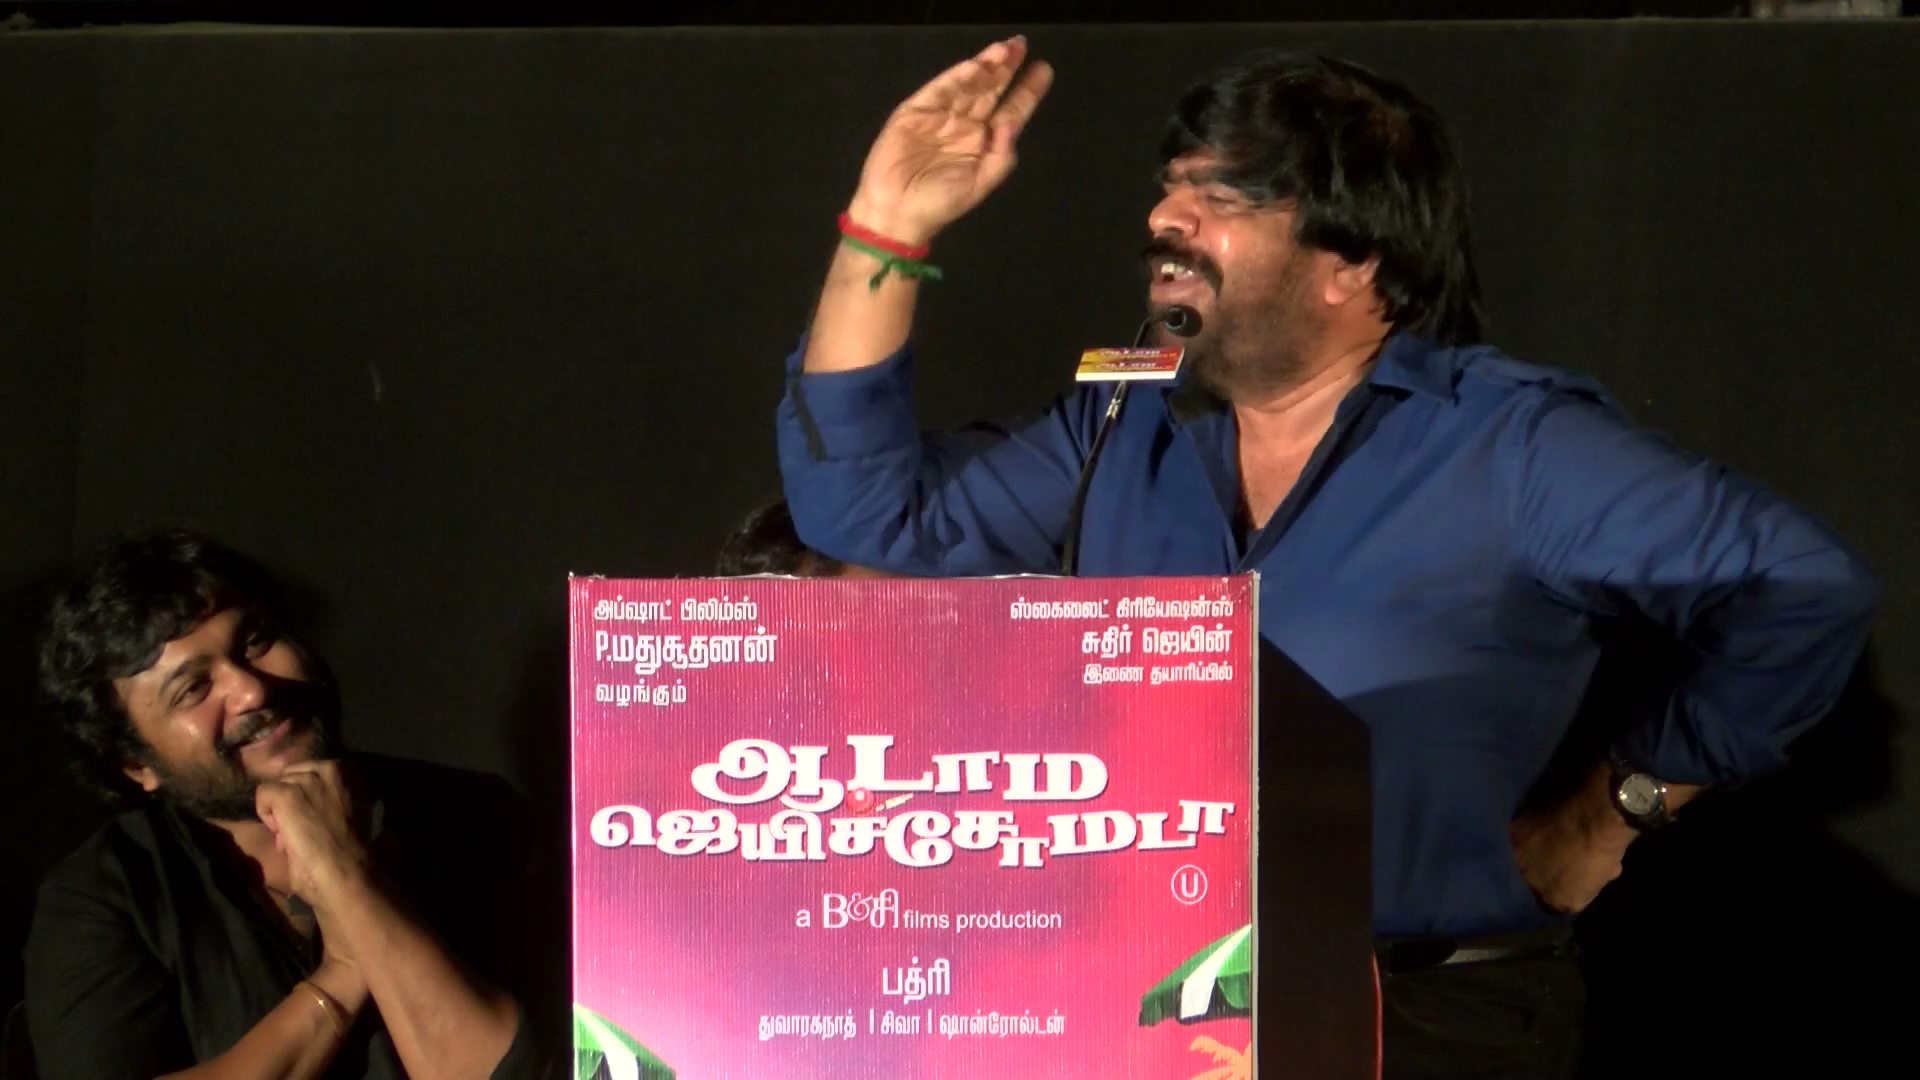 அப்ஷாட் பிலிம்ஸ்
P.மதுசூதனன்
வழங்கும்
ஸ்கைலைட் கிரியேஷன்ஸ்
சுதிர் ஜெயின்
இணை தயாரிப்பில்
ஆடாம
ஜெயிச்சோமடா
U
a B&C films production
பத்ரி
துவாரகநாத் | சிவா | ஷான்ரோல்டன்